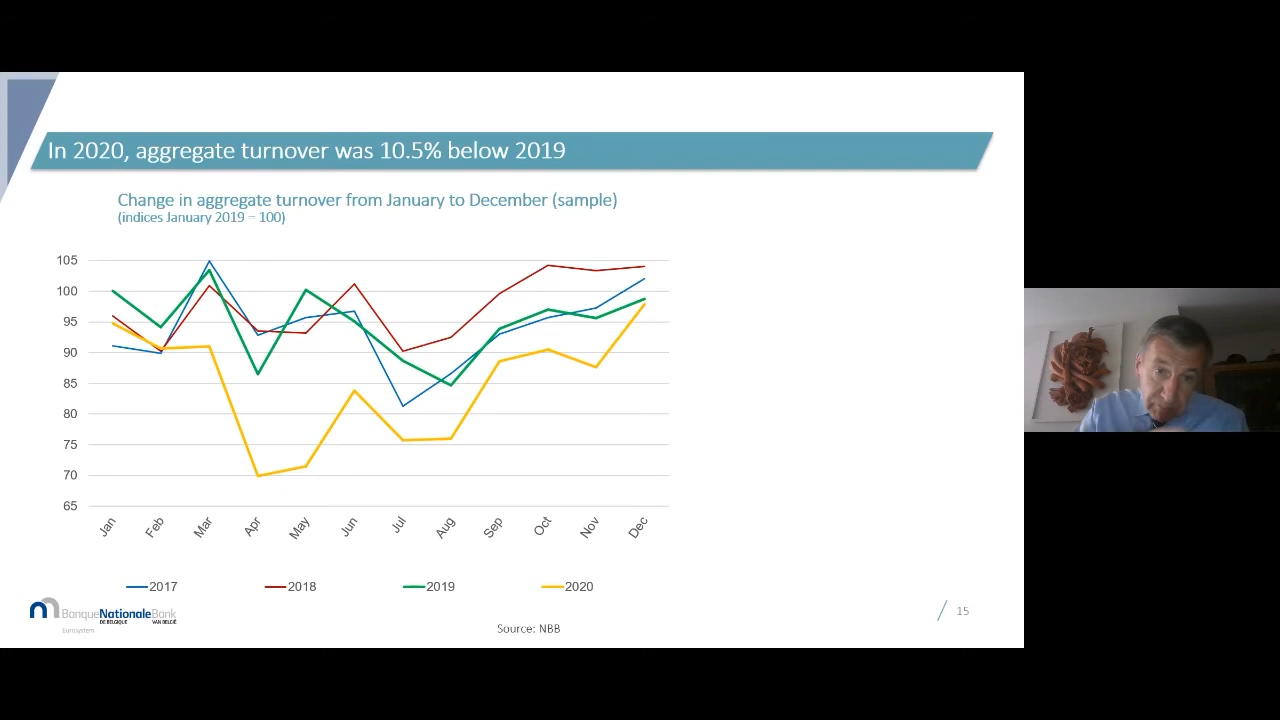 In 2020, aggregate turnover was 10.5% below 2019
Change in aggregate turnover from January to December (sample)
(indices January 2019 = 100)
105
100
95
90
85
80
75
70
65
Jan Feb Mar Apr May Jun Jul Aug Sep Oct Nov Dec
2017 2018 2019 2020
BanqueNationaleBank
DE BELGIQUE VAN BELGIË
Eurosystem
Source: NBB
15